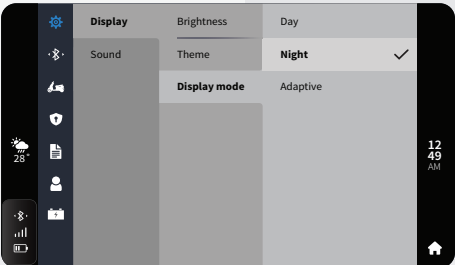 Display
Sound
Brightness
Theme
Display mode
Day
Night
Adaptive
28°
12
49
AM